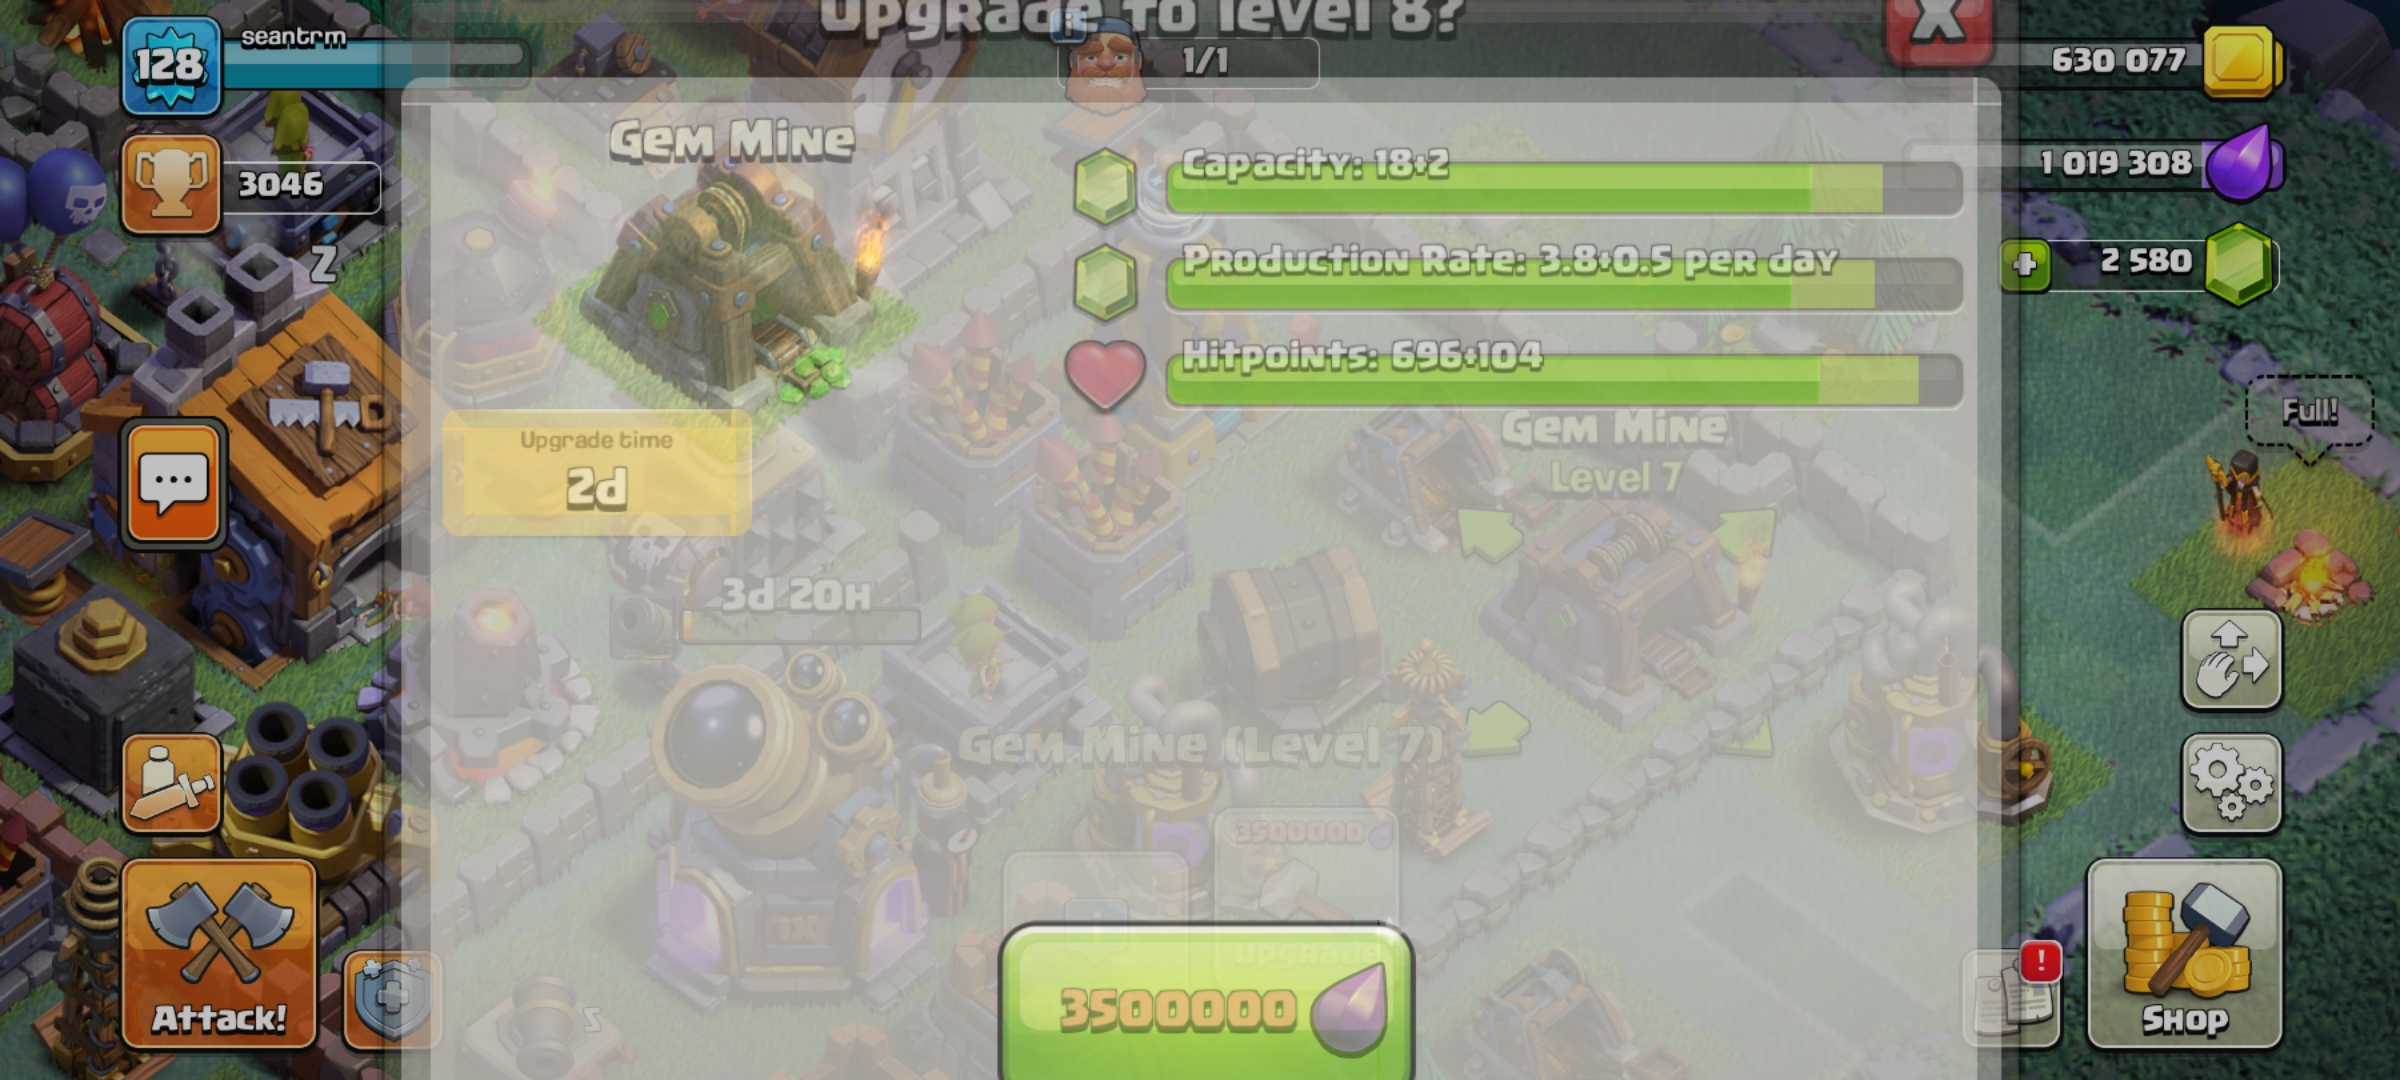 Upgrade to level 8?
128
seantrm
1/1
630 077
Gem Mine
Capacity: 18+2
1 019 308
3046
Z
Production Rate: 3.8+0.5 per day
2 580
Hitpoints: 696+104
Full!
Gem Mine
Level 7
Upgrade time
2d
3d 20H
Gem Mine (Level 7)
3500000
Upgrade
IX
3500000
!
Z
Attack!
Shop